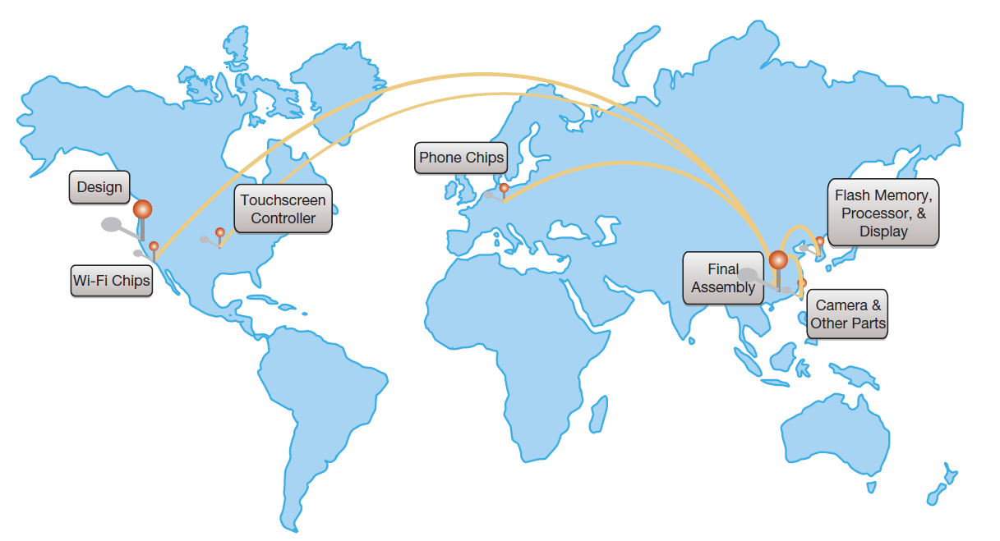 Design
Wi-Fi Chips
Touchscreen
Controller
Phone Chips
Final
Assembly
Flash Memory,
Processor, &
Display
Camera &
Other Parts